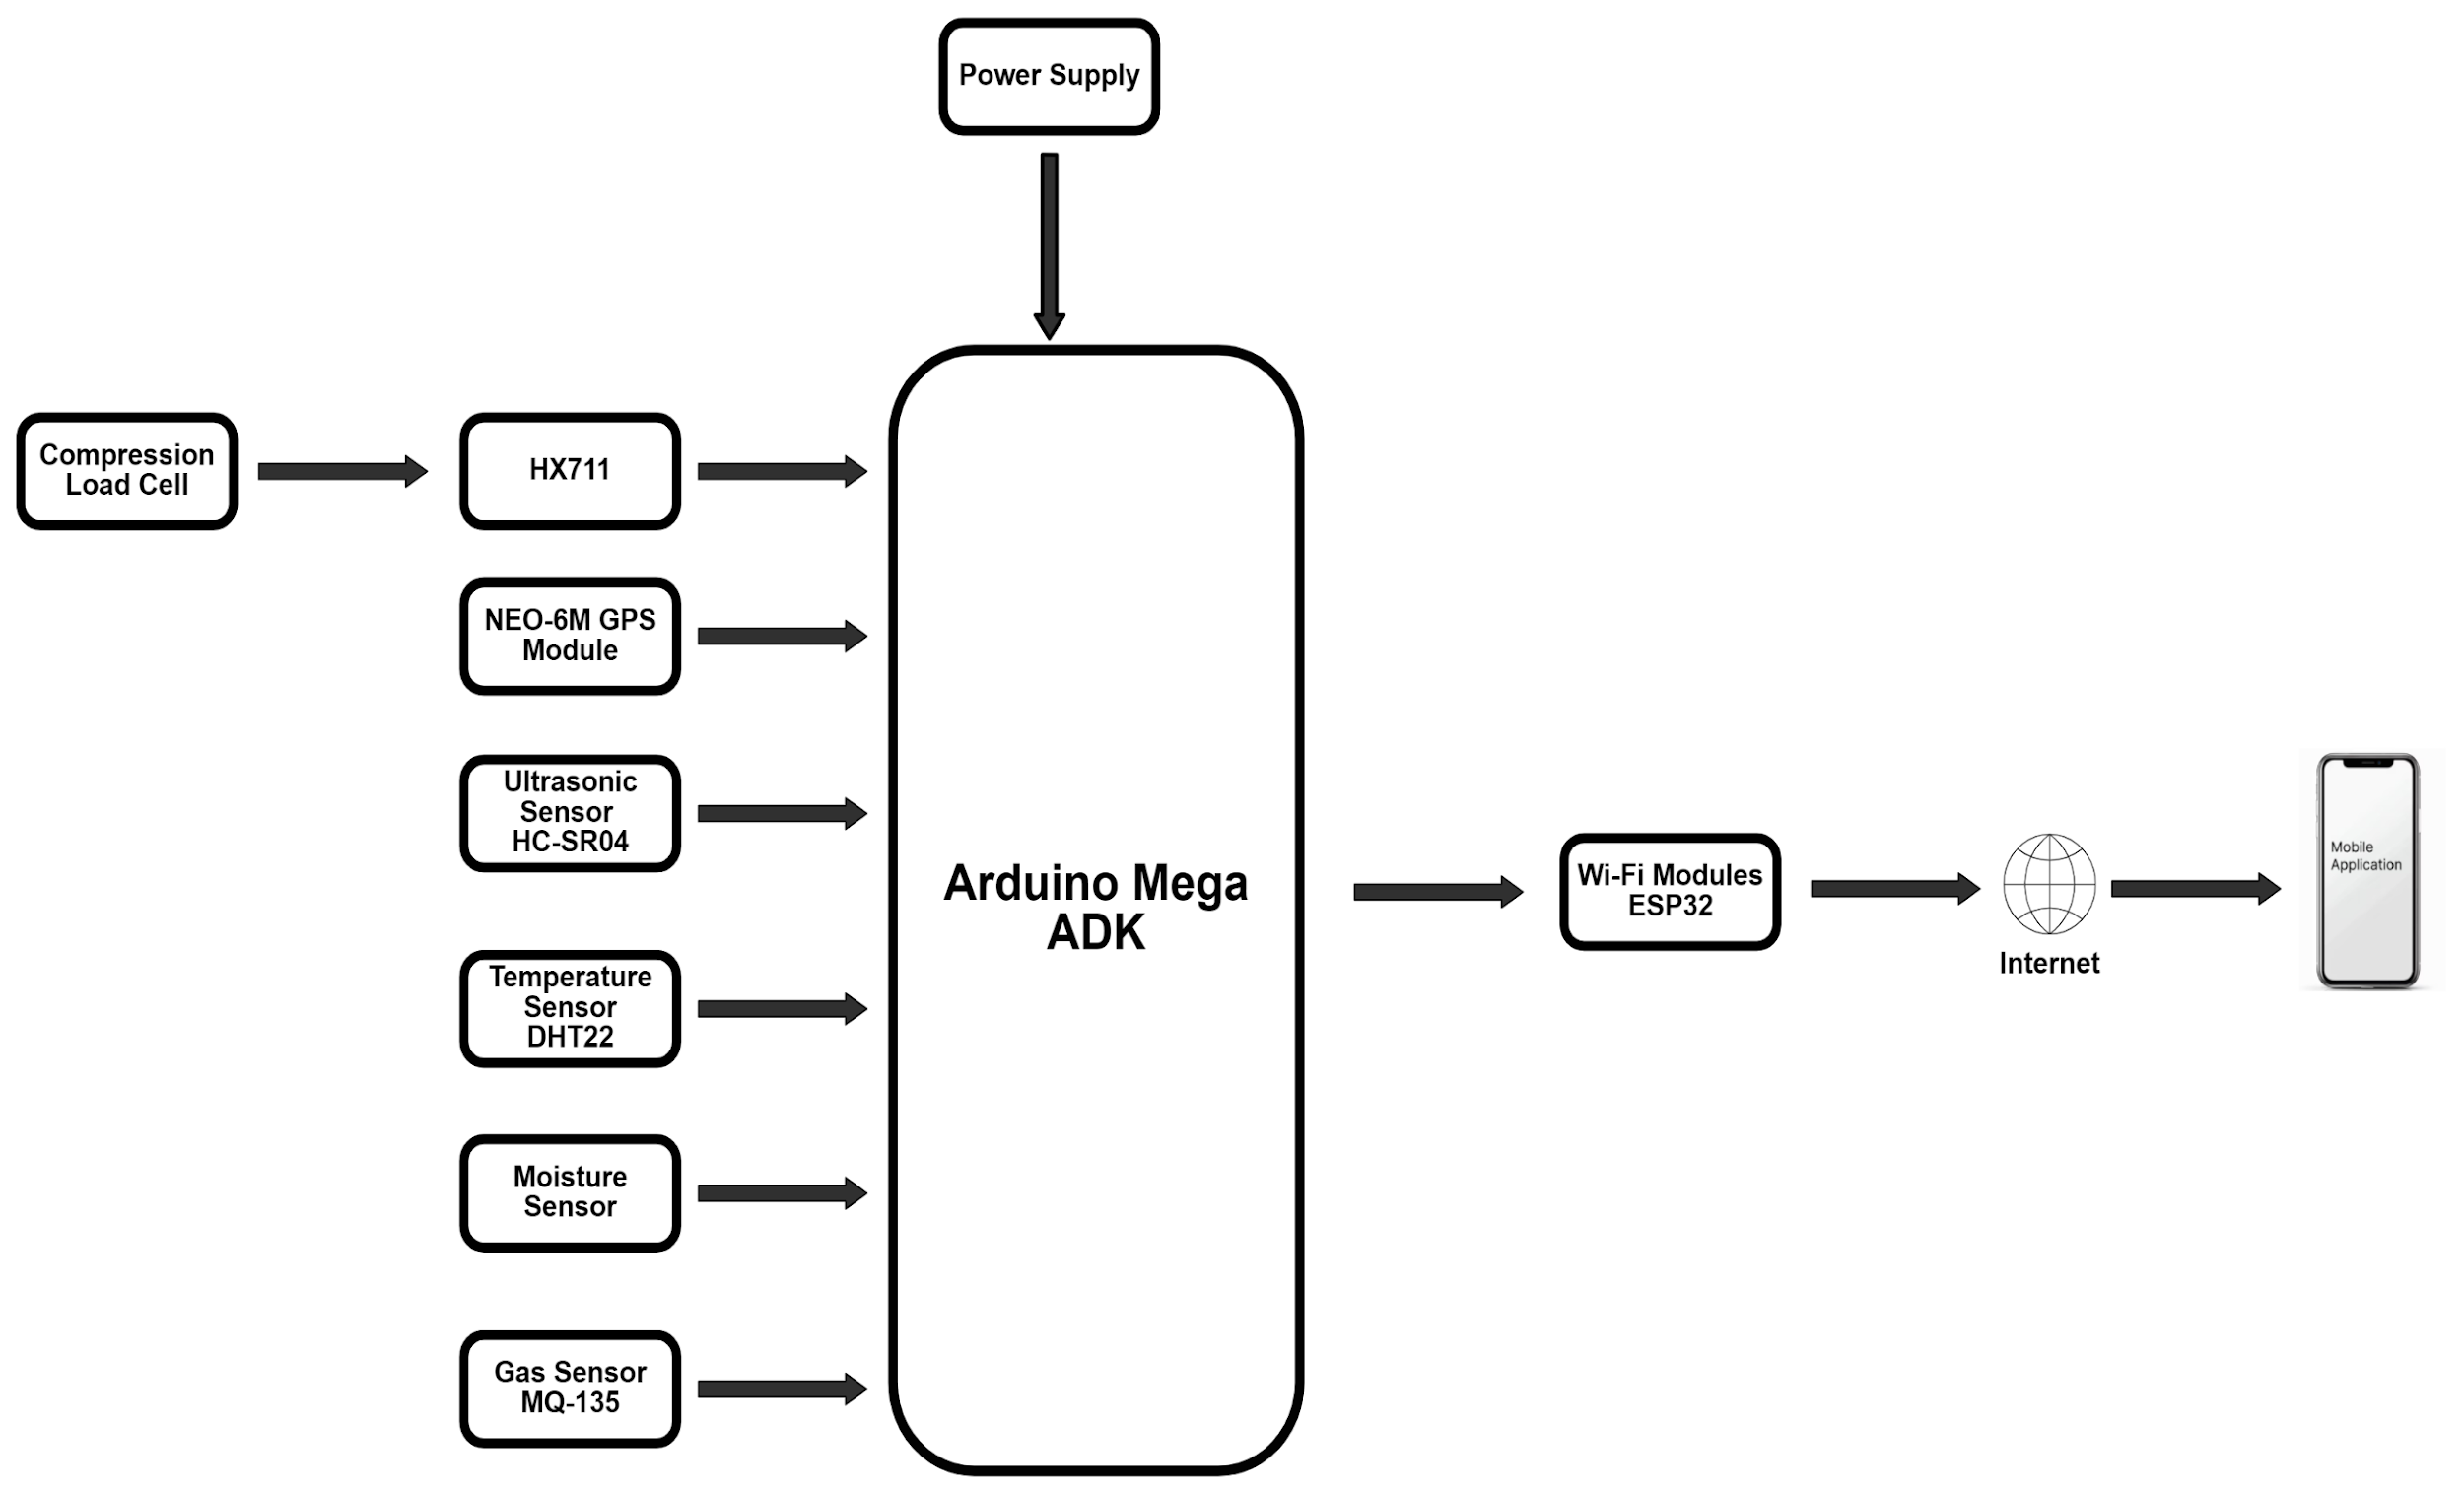 Power Supply
Compression
Load Cell
HX711
NEO-6M GPS
Module
Ultrasonic
Sensor
HC-SR04
Temperature
Sensor
DHT22
Moisture
Sensor
Gas Sensor
MQ-135
Arduino Mega
ADK
Wi-Fi Modules
ESP32
Internet
Mobile
Application